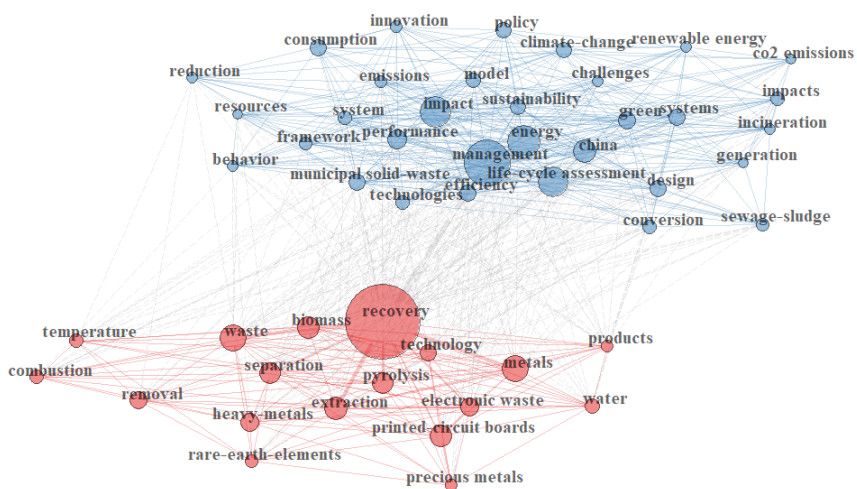 innovation
policy
consumption
climate-change
renewable energy
co2 emissions
reduction
emissions
model
challenges
impacts
resources
system
impact
sustainability
green
systems
incineration
framework
performance
energy
china
behavior
management
generation
municipal solid-waste
life-cycle assessment
technologies
efficiency
design
conversion
sewage-sludge
recovery
temperature
waste
biomass
technology
products
combustion
separation
pyrolysis
metals
removal
heavy-metals
extraction
electronic waste
water
printed-circuit boards
rare-earth-elements
precious metals